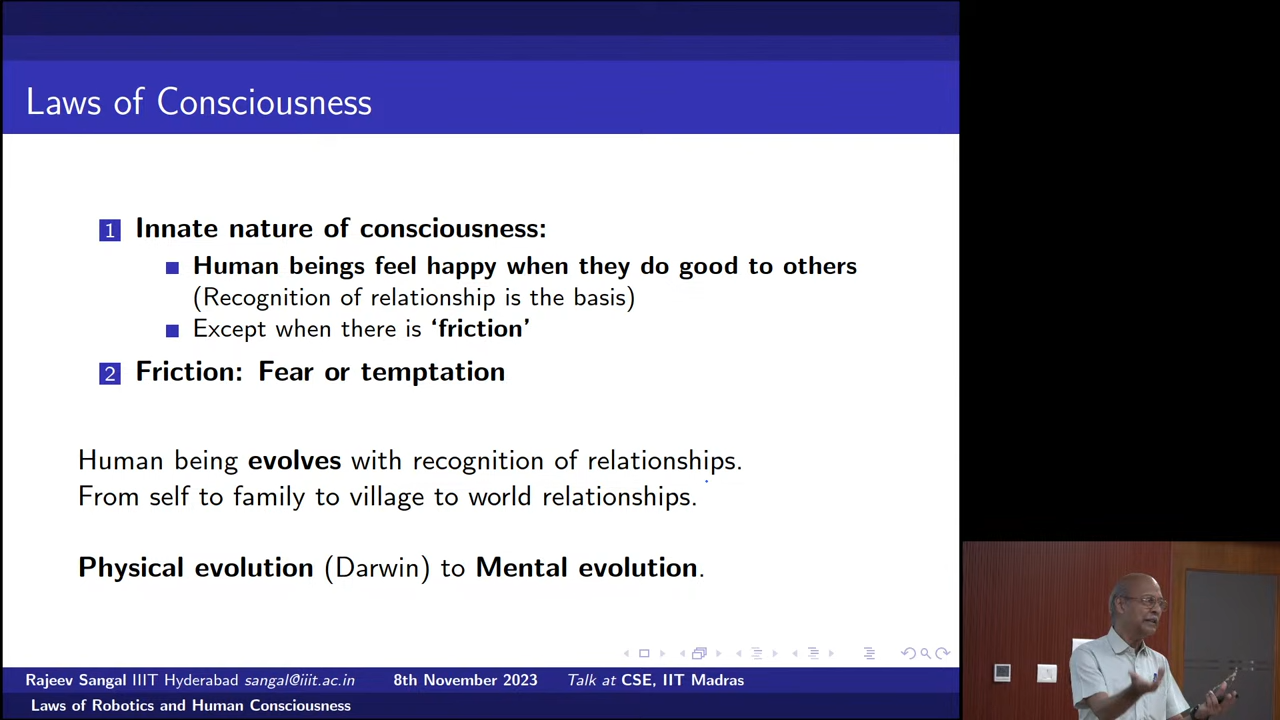 Laws of Consciousness
1 Innate nature of consciousness:
Human beings feel happy when they do good to others
(Recognition of relationship is the basis)
Except when there is ‘friction’
2 Friction: Fear or temptation
Human being evolves with recognition of relationships.
From self to family to village to world relationships.
Physical evolution (Darwin) to Mental evolution.
Rajeev Sangal IIIT Hyderabad sangal@iiit.ac.in 8th November 2023 Talk at CSE, IIT Madras
Laws of Robotics and Human Consciousness